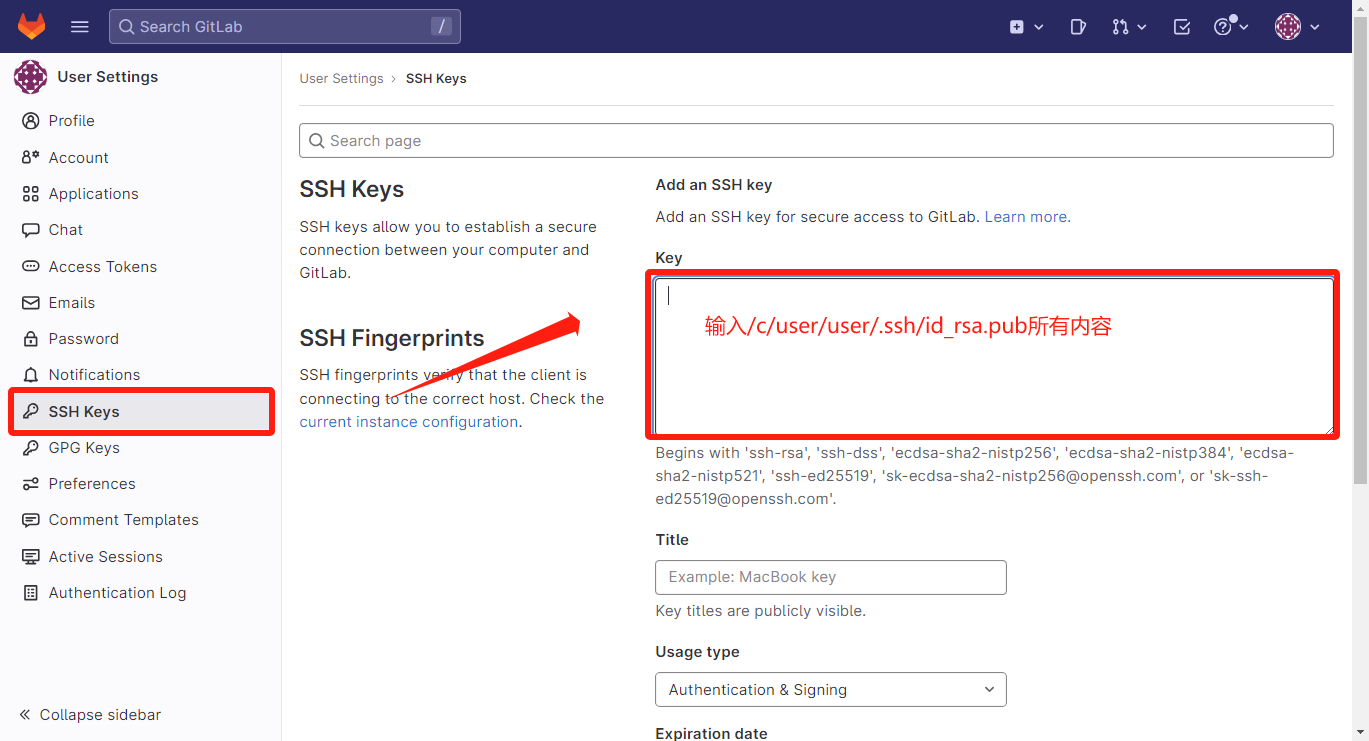 Search GitLab
/
User Settings
Profile
Account
Applications
Chat
Access Tokens
Emails
Password
Notifications
SSH Keys
GPG Keys
Preferences
Comment Templates
Active Sessions
Authentication Log
Collapse sidebar
User Settings › SSH Keys
Search page
SSH Keys
SSH keys allow you to establish a secure
connection between your computer and
GitLab.
SSH Fingerprints
SSH fingerprints verify that the client is
connecting to the correct host. Check the
current instance configuration.
Add an SSH key
Add an SSH key for secure access to GitLab. Learn more.
Key
输入/c/user/user/.ssh/id_rsa.pub所有内容
Begins with 'ssh-rsa', 'ssh-dss', 'ecdsa-sha2-nistp256', 'ecdsa-sha2-nistp384', 'ecdsa-
sha2-nistp521', 'ssh-ed25519', 'sk-ecdsa-sha2-nistp256@openssh.com', or 'sk-ssh-
ed25519@openssh.com'.
Title
Example: MacBook key
Key titles are publicly visible.
Usage type
Authentication & Signing
Expiration date